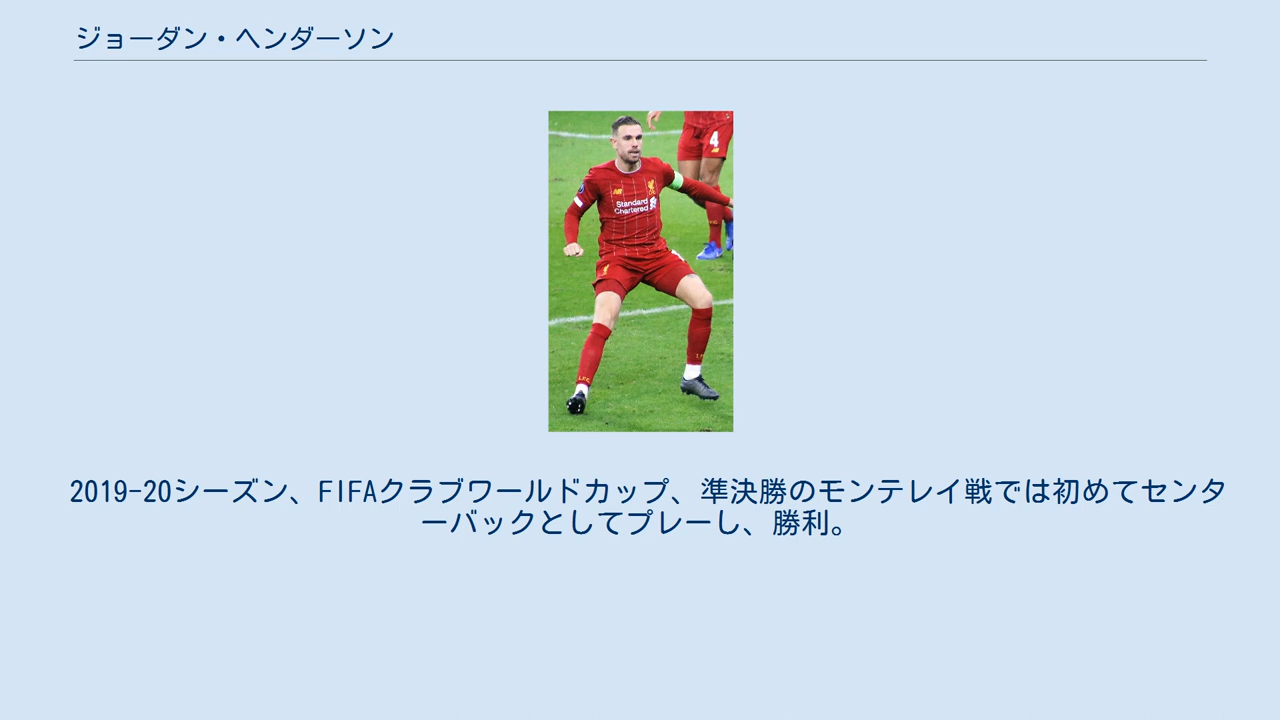 ジョーダン・ヘンダーソン
4
Standard
Chartered
2019-20シーズン、FIFAクラブワールドカップ、準決勝のモンテレイ戦では初めてセンタ
ーバックとしてプレーし、勝利。